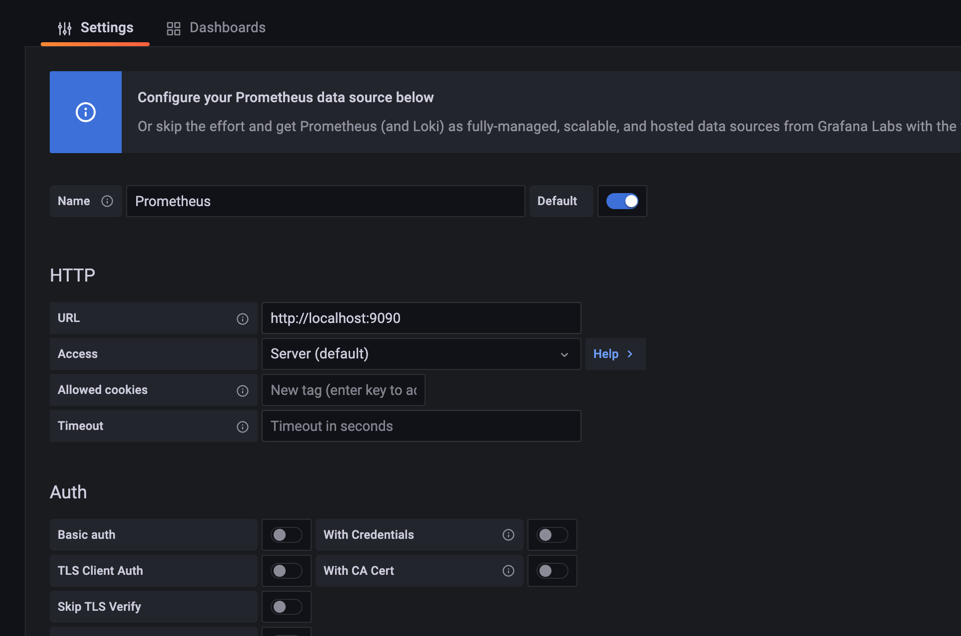 Settings
Dashboards
Configure your Prometheus data source below
Or skip the effort and get Prometheus (and Loki) as fully-managed, scalable, and hosted data sources from Grafana Labs with the
Name
Prometheus
Default
HTTP
URL
http://localhost:9090
Access
Server (default)
Help
Allowed cookies
New tag (enter key to ac
Timeout
Timeout in seconds
Auth
Basic auth
With Credentials
TLS Client Auth
With CA Cert
Skip TLS Verify